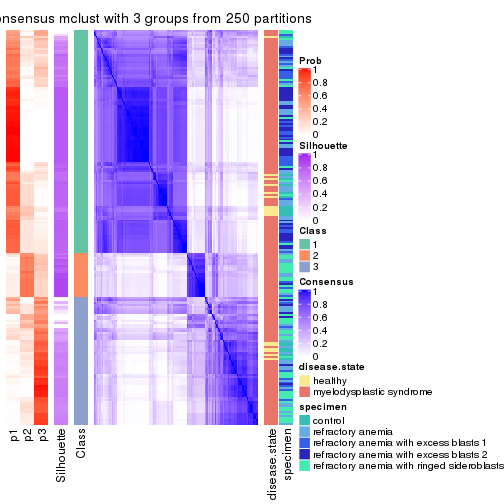 onsensus mclust with 3 groups from 250 partitions
Prob
1
0.8
0.6
0.4
0.2
0
Silhouette
1
0.8
0.6
0.4
0.2
0
Class
1
2
3
Consensus
1
0.8
0.6
0.4
0.2
0
disease.state
healthy
myelodysplastic syndrome
specimen
control
refractory anemia
refractory anemia with excess blasts 1
refractory anemia with excess blasts 2
refractory anemia with ringed sideroblasts
p1
p2
p3
Silhouette
Class
disease.state
specimen